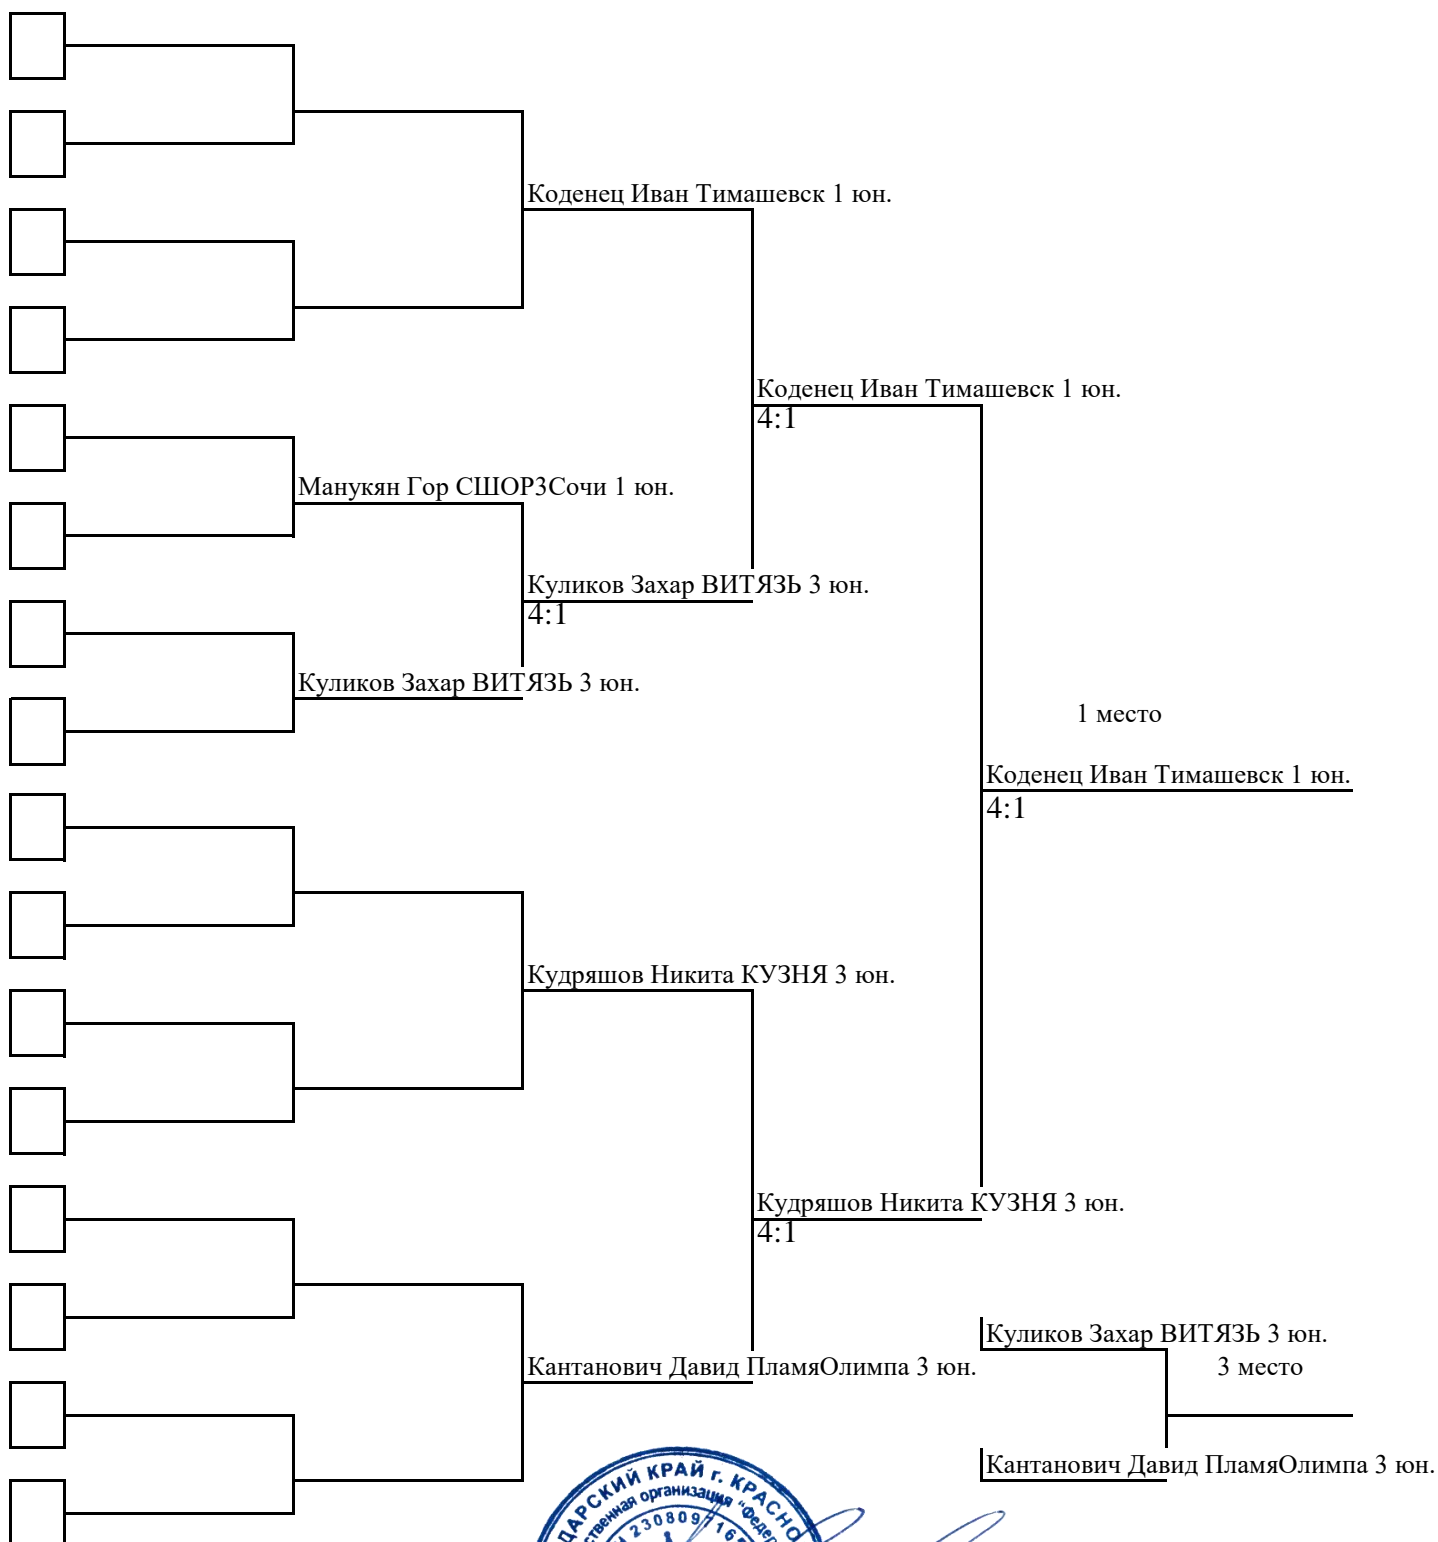 Коденец Иван Тимашевск 1 юн.
Коденец Иван Тимашевск 1 юн.
4:1
Манукян Гор СШОР3Сочи 1 юн.
Куликов Захар ВИТЯЗЬ 3 юн.
4:1
Куликов Захар ВИТЯЗЬ 3 юн.
1 место
Коденец Иван Тимашевск 1 юн.
4:1
Кудряшов Никита КУЗНЯ 3 юн.
Кудряшов Никита КУЗНЯ 3 юн.
4:1
Куликов Захар ВИТЯЗЬ 3 юн.
Кантанович Давид ПламяОлимпа 3 юн.
3 место
Кантанович Давид ПламяОлимпа 3 юн.
КРАЙ г.
организация